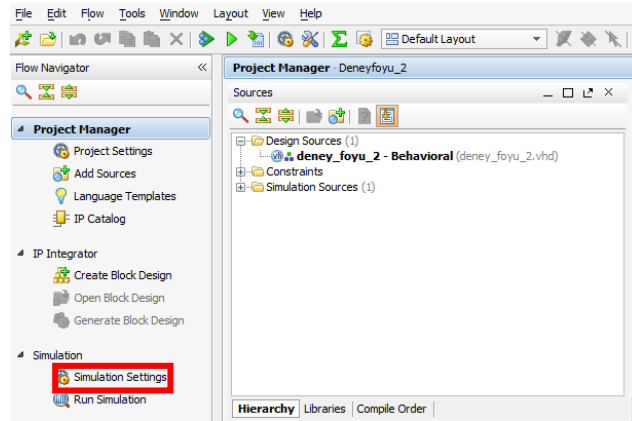 File Edit Flow Tools Window Layout View Help
Default Layout
Flow Navigator
Project Manager
Project Settings
Add Sources
Language Templates
IP Catalog
IP Integrator
Create Block Design
Open Block Design
Generate Block Design
Simulation
Simulation Settings
Run Simulation
Project Manager - Deneyfoyu_2
Sources
Design Sources (1)
deney_foyu_2 - Behavioral (deney_foyu_2.vhd)
Constraints
Simulation Sources (1)
Hierarchy Libraries Compile Order